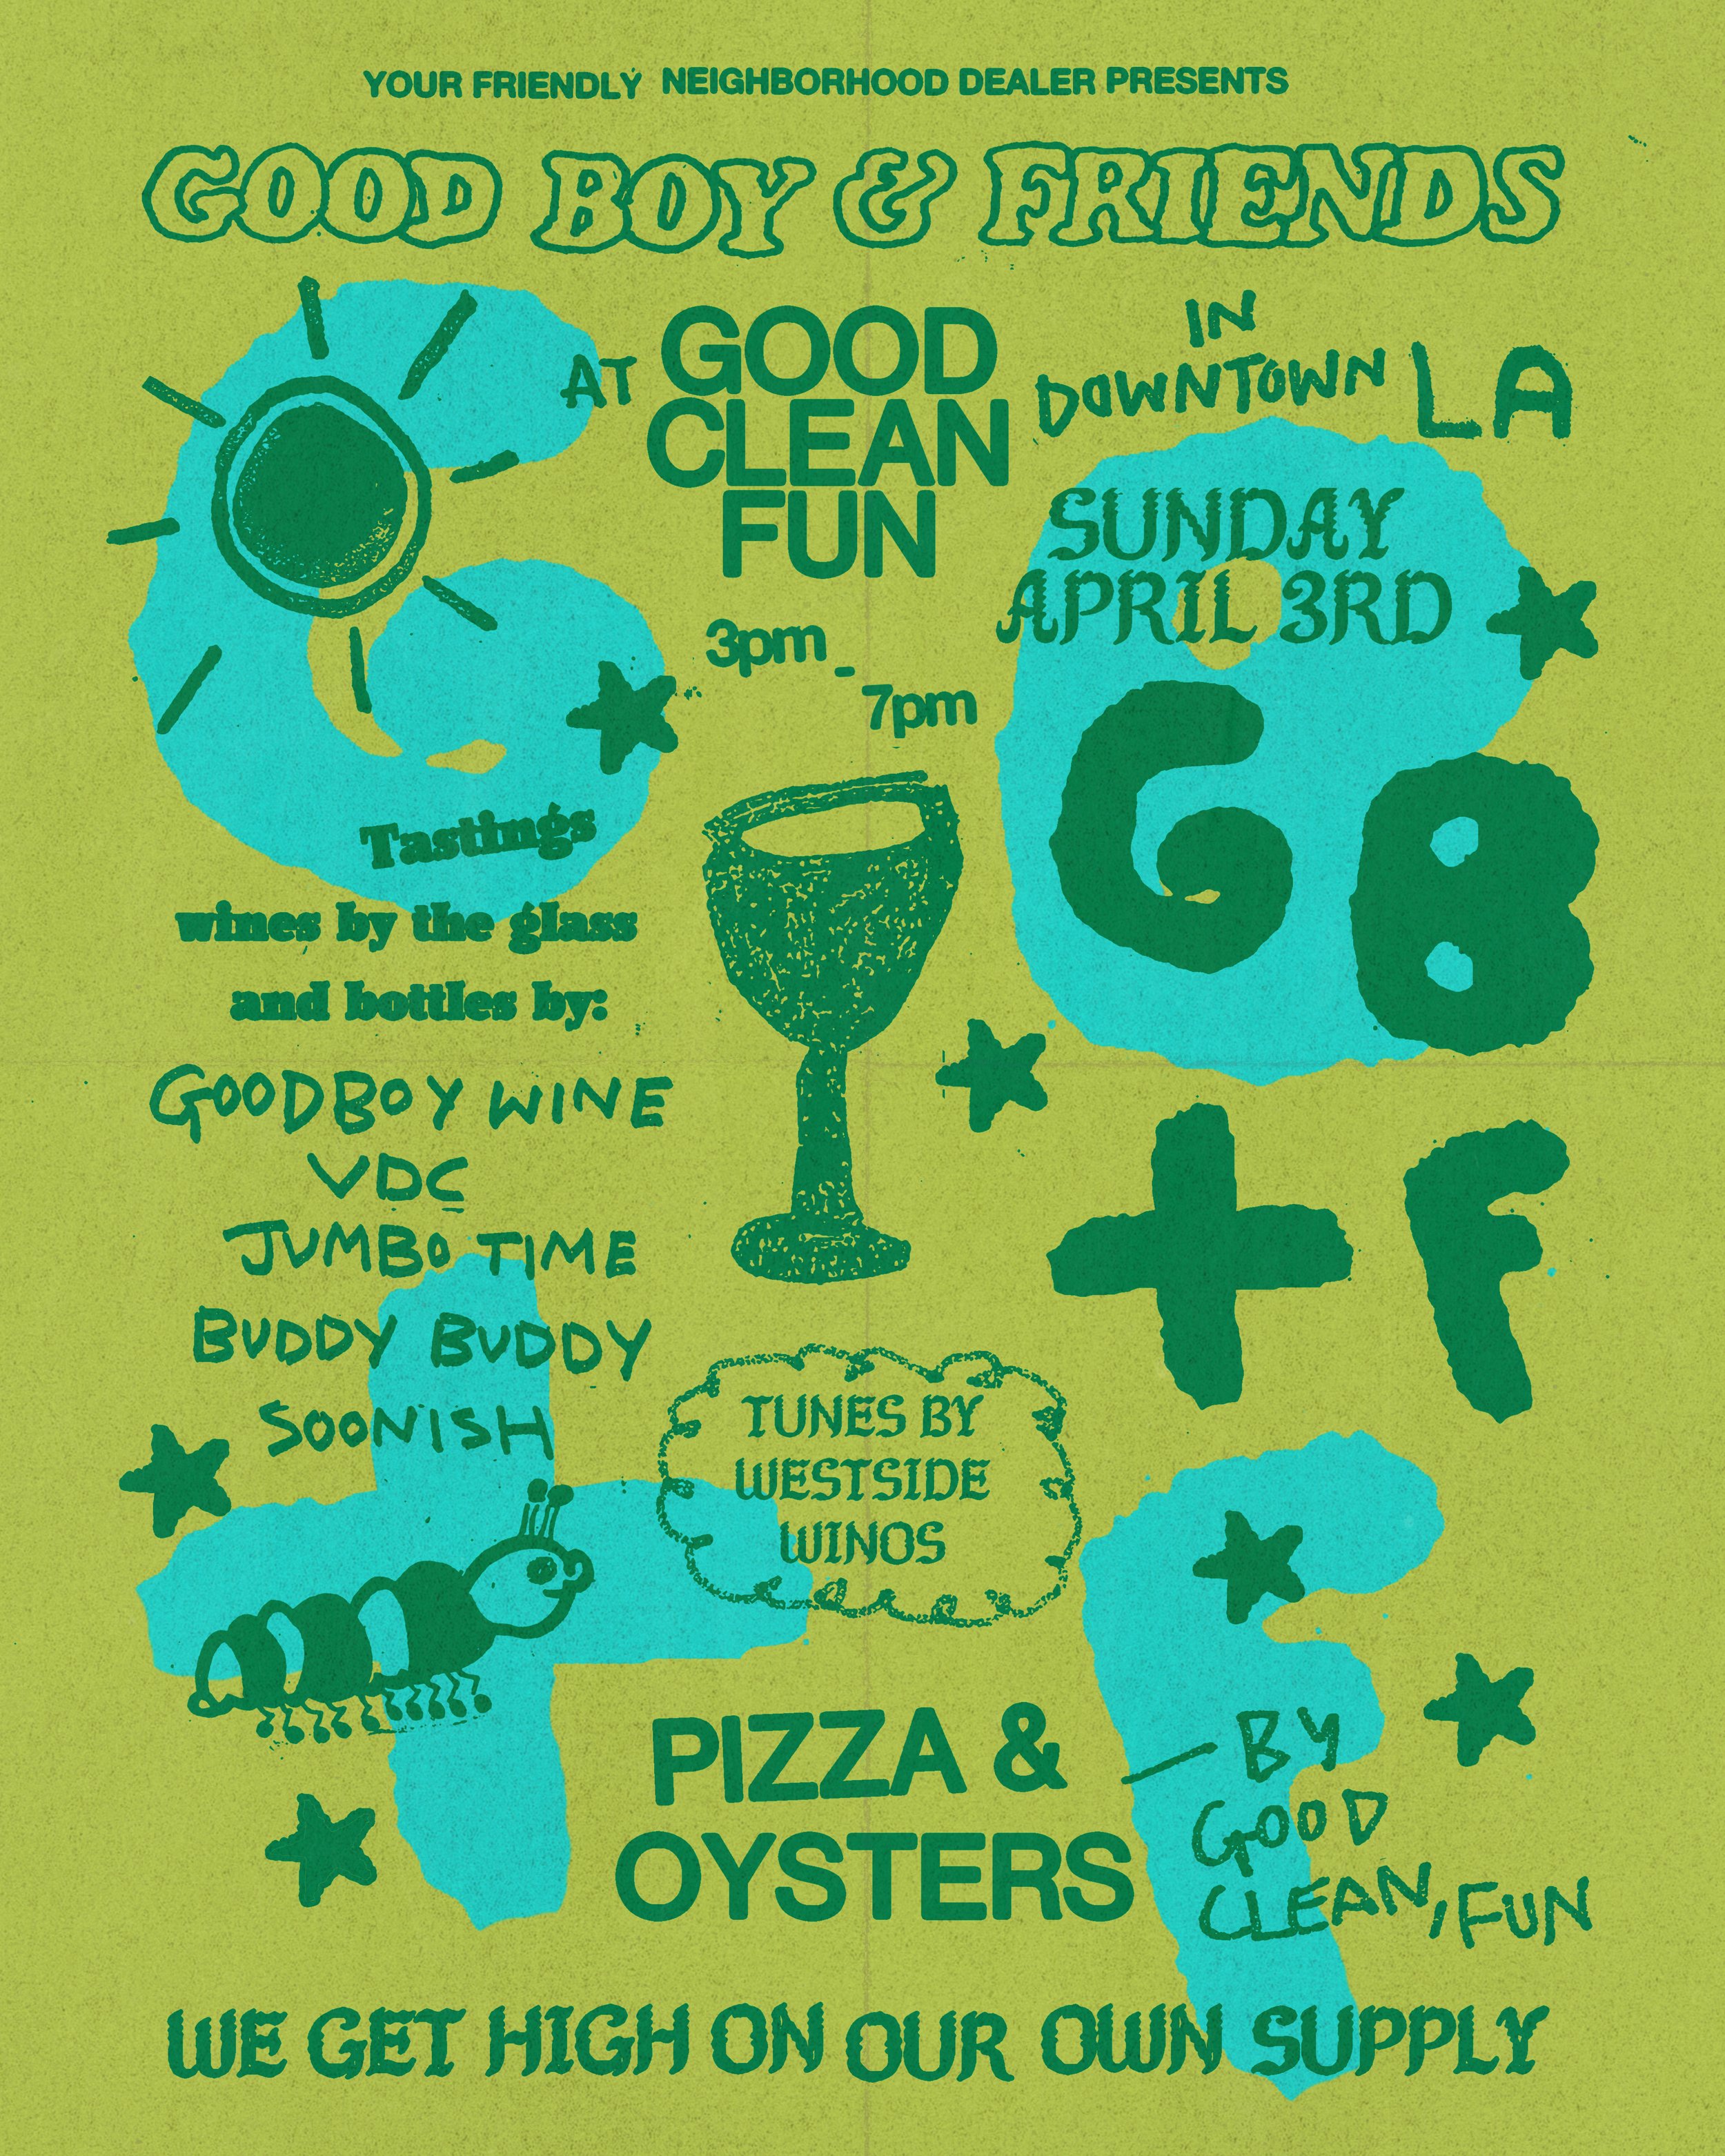 YOUR FRIENDLY NEIGHBORHOOD DEALER PRESENTS
GOOD BOY & FRIENDS
AT
GOOD
CLEAN
FUN
IN
DOWNTOWN LA
SUNDAY
APRIL 3RD
3pm -
7pm
G B
+ F
Tastings
wines by the glass
and bottles by:
GOODBOY WINE
VDC
JUMBO TIME
BUDDY BUDDY
SOONISH
TUNES BY
WESTSIDE
WINOS
G B
+ F
PIZZA &
OYSTERS
— BY
GOOD
CLEAN, FUN
WE GET HIGH ON OUR OWN SUPPLY